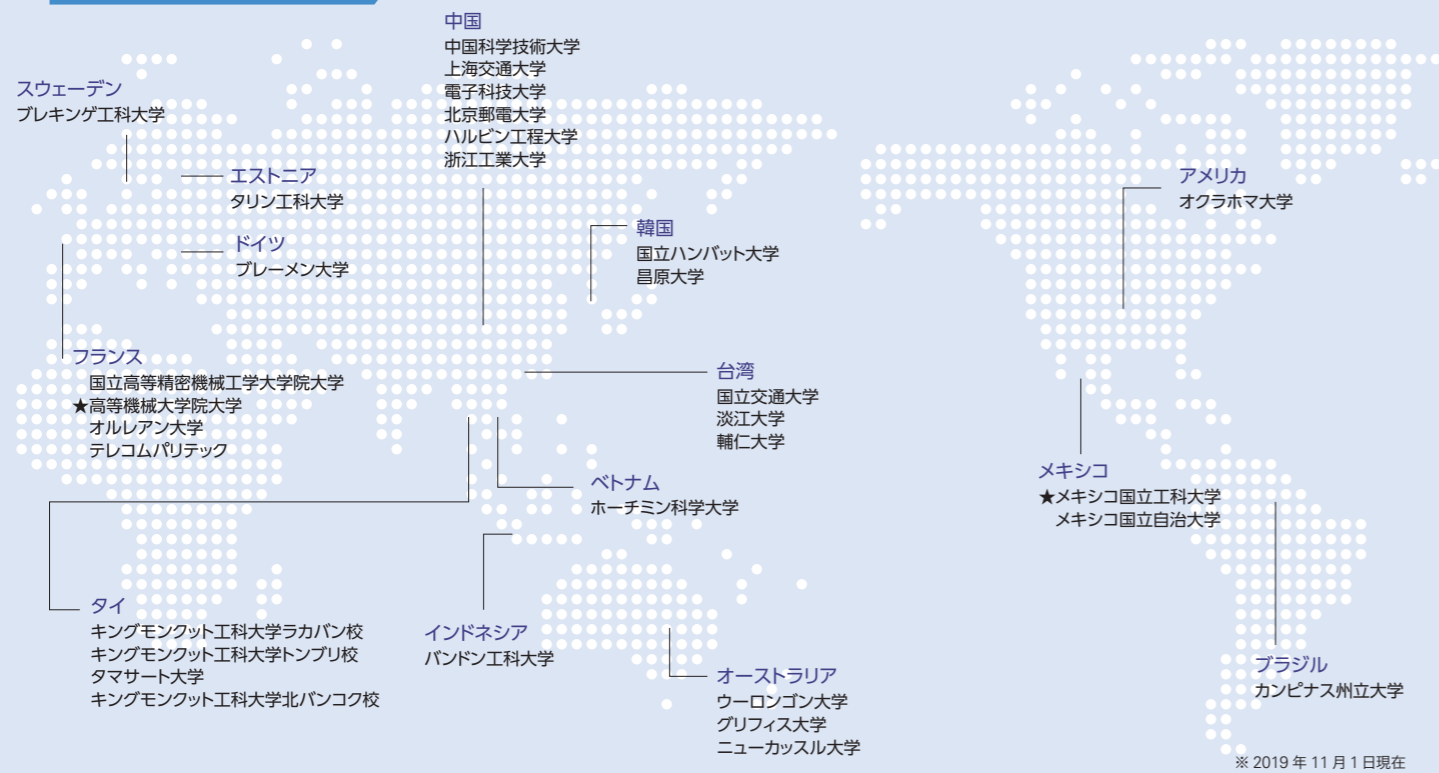 中国
中国科学技術大学
上海交通大学
電子科技大学
北京郵電大学
ハルビン工程大学
浙江工業大学
スウェーデン
ブレキンゲ工科大学
エストニア
タリン工科大学
ドイツ
ブレーメン大学
韓国
国立ハンバット大学
昌原大学
アメリカ
オクラホマ大学
フランス
国立高等精密機械工学大学院大学
★高等機械大学院大学
オルレアン大学
テレコムパリテック
台湾
国立交通大学
淡江大学
輔仁大学
ベトナム
ホーチミン科学大学
メキシコ
★メキシコ国立工科大学
メキシコ国立自治大学
タイ
キングモンクット工科大学ラカバン校
キングモンクット工科大学トンブリ校
タマサート大学
キングモンクット工科大学北バンコク校
インドネシア
バンドン工科大学
オーストラリア
ウーロンゴン大学
グリフィス大学
ニューカッスル大学
ブラジル
カンピナス州立大学
※ 2019 年 11 月 1 日現在